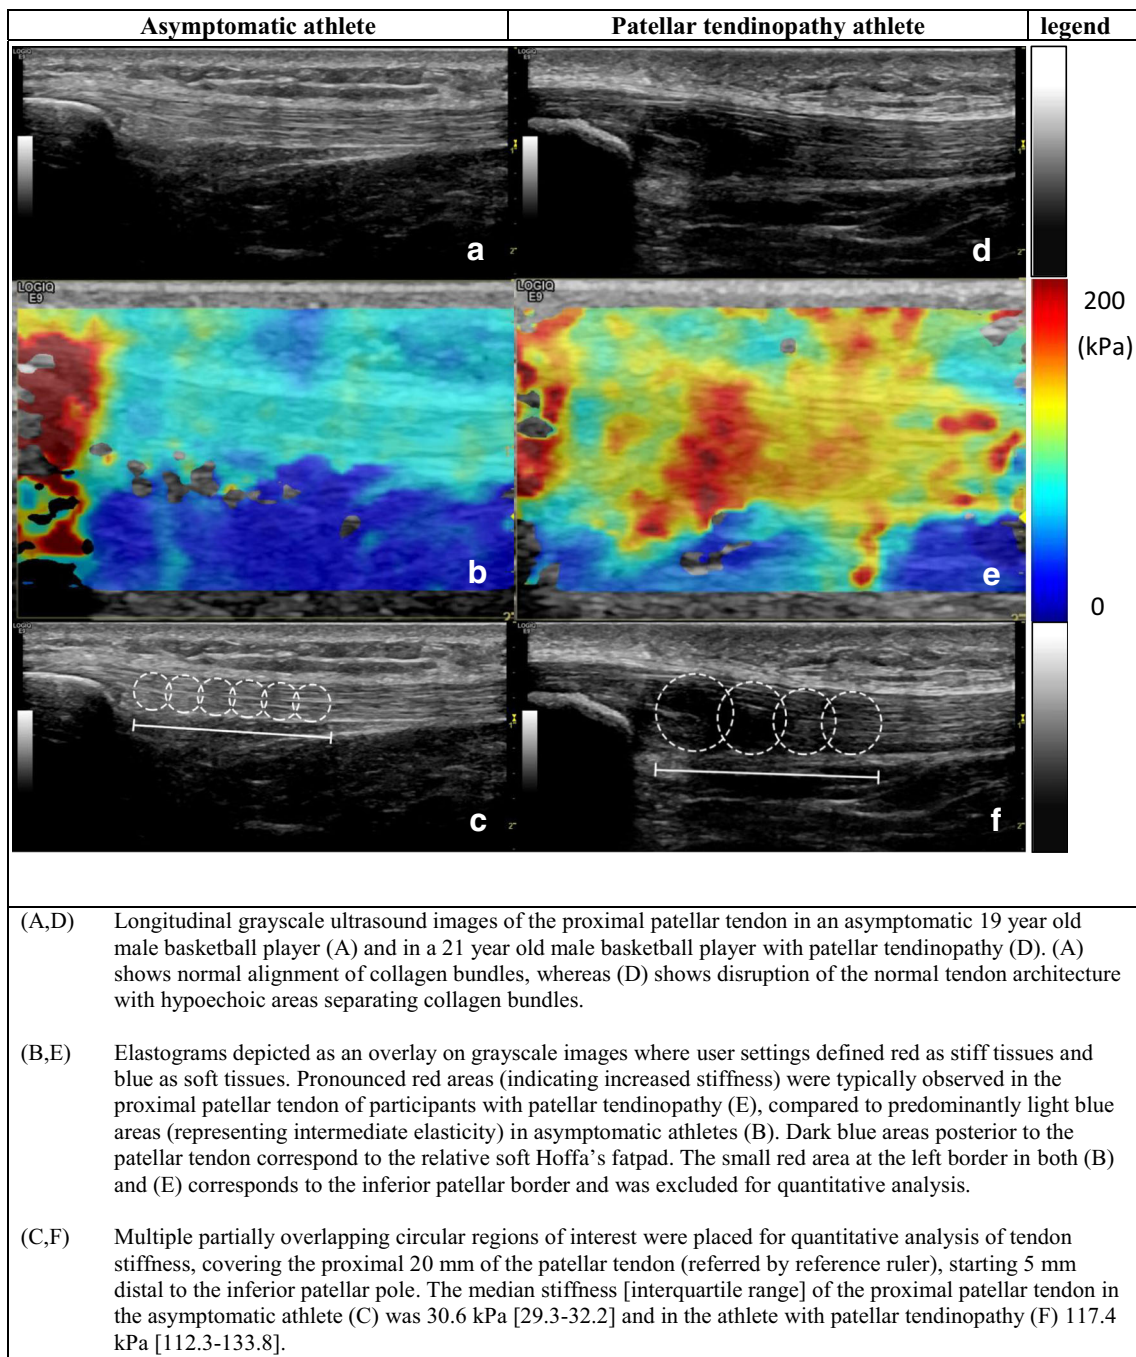 Asymptomatic athlete Patellar tendinopathy athlete legend
LOGIQ E9
a
d
LOGIQ E9
LOGIQ E9
200
(kPa)
b
e
0
LOGIQ E9
c
f
(A,D) Longitudinal grayscale ultrasound images of the proximal patellar tendon in an asymptomatic 19 year old
male basketball player (A) and in a 21 year old male basketball player with patellar tendinopathy (D). (A)
shows normal alignment of collagen bundles, whereas (D) shows disruption of the normal tendon architecture
with hypoechoic areas separating collagen bundles.
(B,E) Elastograms depicted as an overlay on grayscale images where user settings defined red as stiff tissues and
blue as soft tissues. Pronounced red areas (indicating increased stiffness) were typically observed in the
proximal patellar tendon of participants with patellar tendinopathy (E), compared to predominantly light blue
areas (representing intermediate elasticity) in asymptomatic athletes (B). Dark blue areas posterior to the
patellar tendon correspond to the relative soft Hoffa's fatpad. The small red area at the left border in both (B)
and (E) corresponds to the inferior patellar border and was excluded for quantitative analysis.
(C,F) Multiple partially overlapping circular regions of interest were placed for quantitative analysis of tendon
stiffness, covering the proximal 20 mm of the patellar tendon (referred by reference ruler), starting 5 mm
distal to the inferior patellar pole. The median stiffness [interquartile range] of the proximal patellar tendon in
the asymptomatic athlete (C) was 30.6 kPa [29.3-32.2] and in the athlete with patellar tendinopathy (F) 117.4
kPa [112.3-133.8].